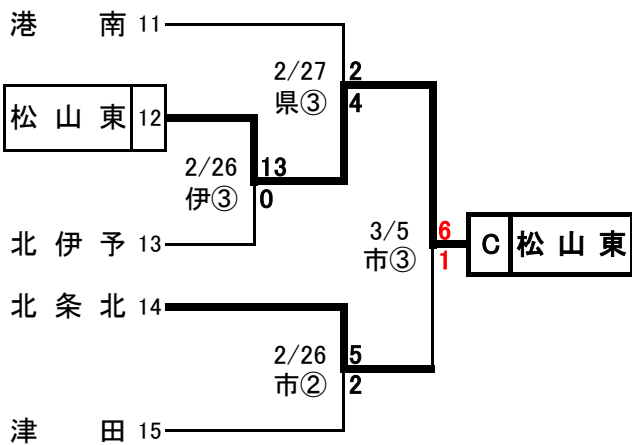 港 南 11
2/27 2
県③ 4
松山東 12
2/26 13
伊③ 0
北伊予 13
3/5 6
市③ 1
C 松山東
北条北 14
2/26 5
市② 2
津 田 15